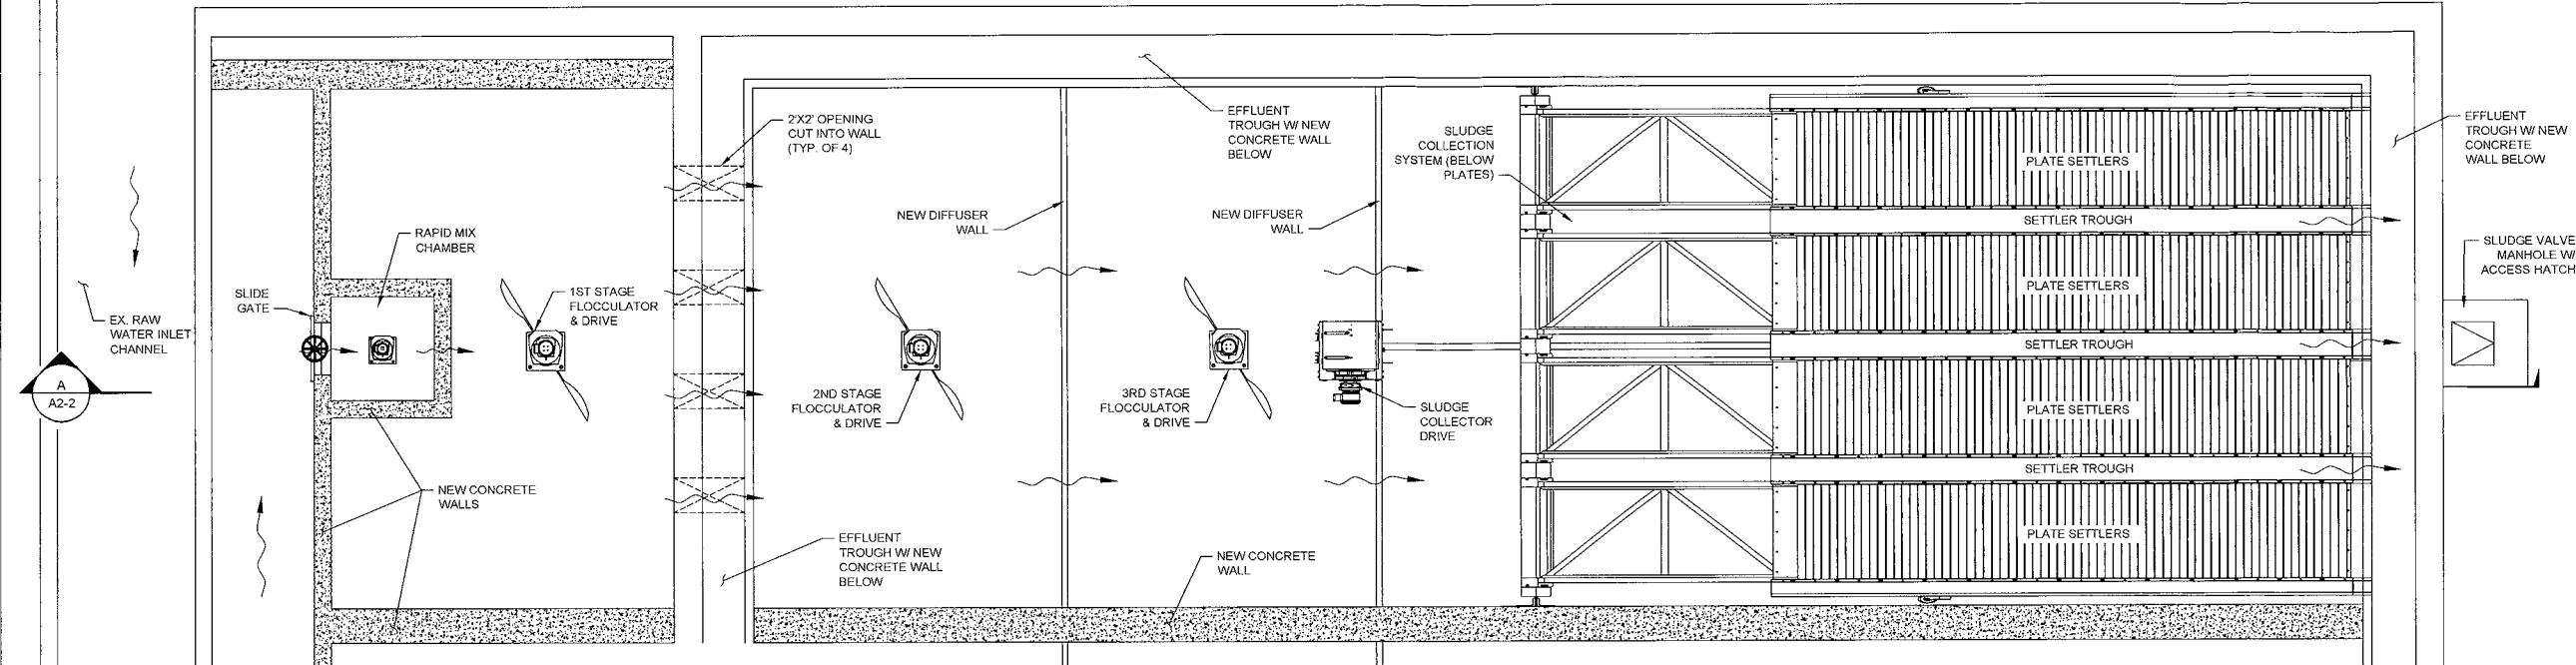 2'X2' OPENING
CUT INTO WALL
(TYP. OF 4)
EFFLUENT
TROUGH W/ NEW
CONCRETE WALL
BELOW
SLUDGE
COLLECTION
SYSTEM (BELOW
PLATES)
EFFLUENT
TROUGH W/ NEW
CONCRETE
WALL BELOW
PLATE SETTLERS
SETTLER TROUGH
NEW DIFFUSER
WALL
NEW DIFFUSER
WALL
RAPID MIX
CHAMBER
SLUDGE VALVE
MANHOLE W/
ACCESS HATCH
SLIDE
GATE
1ST STAGE
FLOCCULATOR
& DRIVE
PLATE SETTLERS
EX. RAW
WATER INLET
CHANNEL
SETTLER TROUGH
A
A2-2
2ND STAGE
FLOCCULATOR
& DRIVE
3RD STAGE
FLOCCULATOR
& DRIVE
SLUDGE
COLLECTOR
DRIVE
PLATE SETTLERS
SETTLER TROUGH
NEW CONCRETE
WALLS
EFFLUENT
TROUGH W/ NEW
CONCRETE WALL
BELOW
NEW CONCRETE
WALL
PLATE SETTLERS